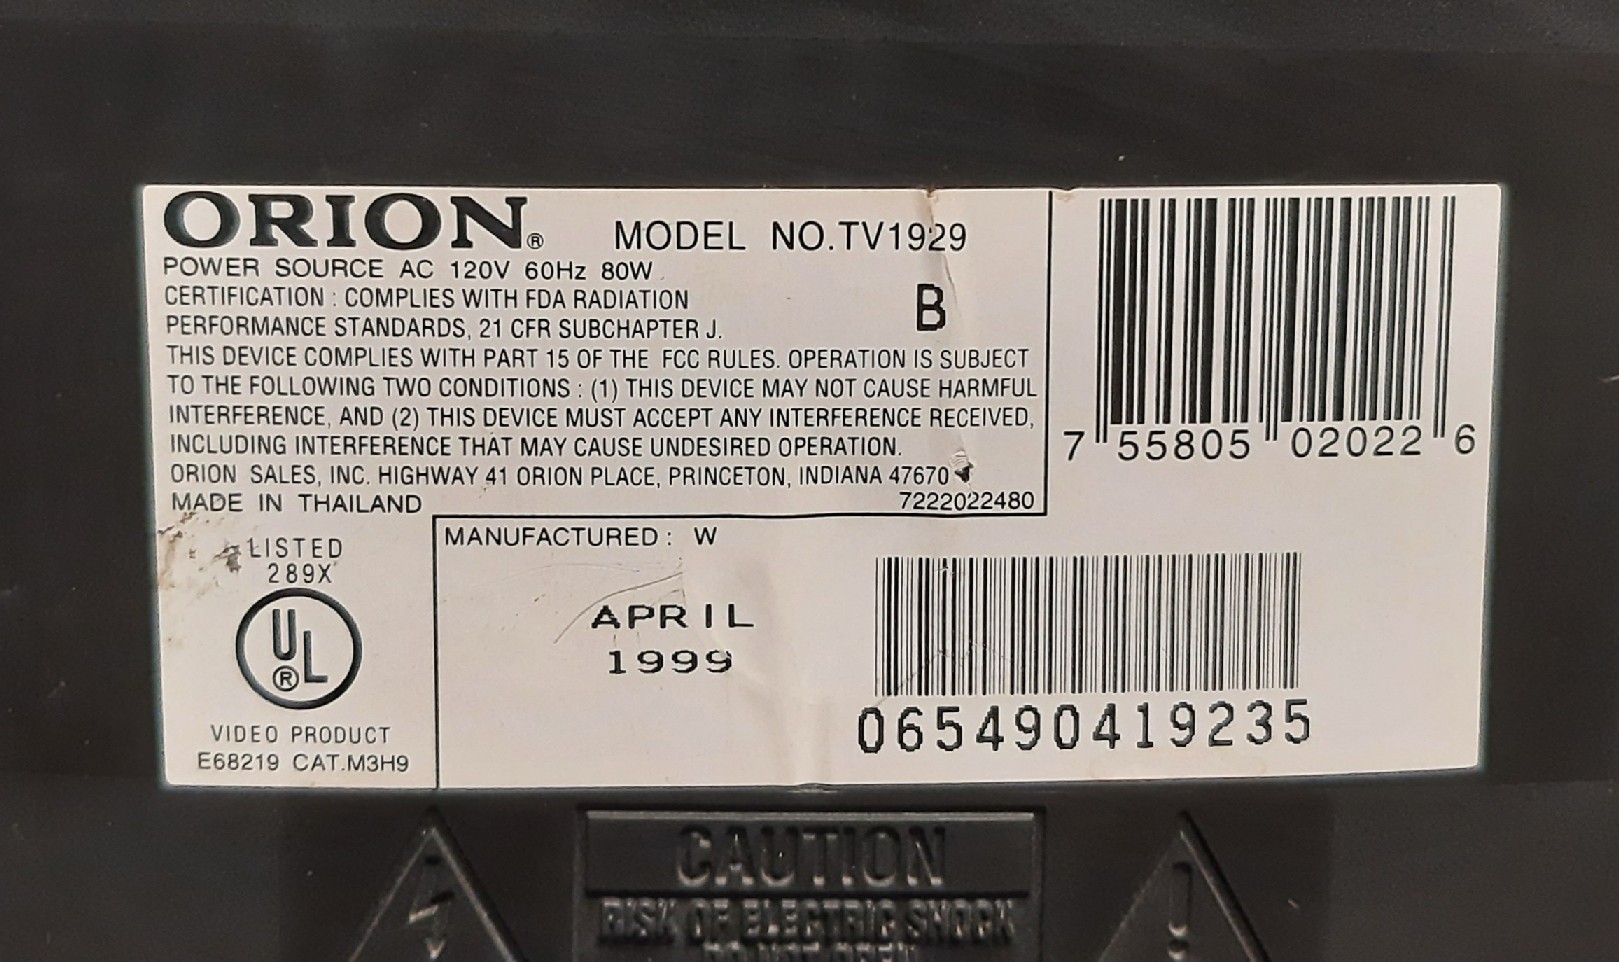 ORION® MODEL NO.TV1929
POWER SOURCE AC 120V 60Hz 80W
B
CERTIFICATION : COMPLIES WITH FDA RADIATION
PERFORMANCE STANDARDS, 21 CFR SUBCHAPTER J.
THIS DEVICE COMPLIES WITH PART 15 OF THE FCC RULES. OPERATION IS SUBJECT
TO THE FOLLOWING TWO CONDITIONS : (1) THIS DEVICE MAY NOT CAUSE HARMFUL
INTERFERENCE, AND (2) THIS DEVICE MUST ACCEPT ANY INTERFERENCE RECEIVED,
INCLUDING INTERFERENCE THAT MAY CAUSE UNDESIRED OPERATION.
ORION SALES, INC. HIGHWAY 41 ORION PLACE, PRINCETON, INDIANA 47670
MADE IN THAILAND 7222022480
7 55805 02022 6
LISTED
289X
UL®
VIDEO PRODUCT
E68219 CAT.M3H9
MANUFACTURED : W
APRIL
1999
065490419235
CAUTION
RISK OF ELECTRIC SHOCK
DO NOT OPEN